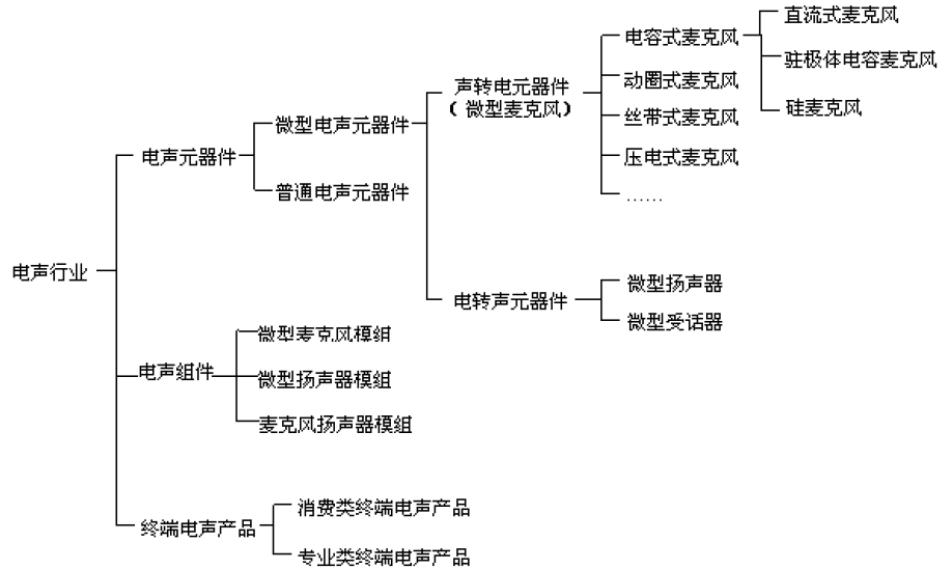 直流式麦克风
电容式麦克风
驻极体电容麦克风
声转电元器件
（微型麦克风）
动圈式麦克风
硅麦克风
微型电声元器件
丝带式麦克风
电声元器件
压电式麦克风
普通电声元器件
……
电声行业
微型扬声器
电转声元器件
微型受话器
微型麦克风模组
电声组件
微型扬声器模组
麦克风扬声器模组
消费类终端电声产品
终端电声产品
专业类终端电声产品